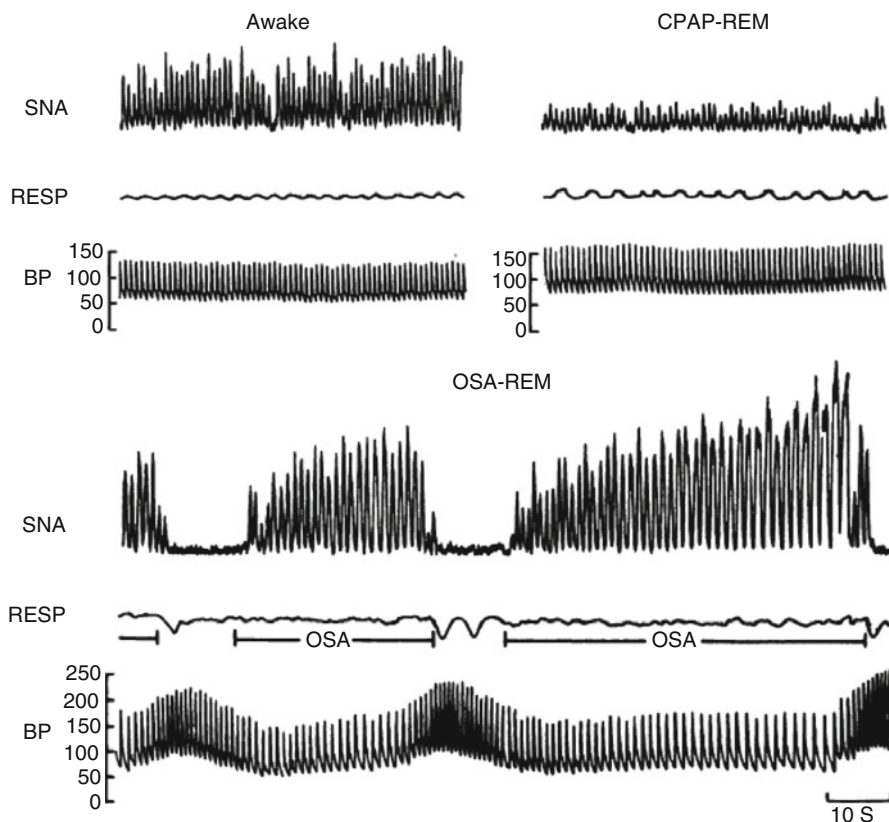 Awake
CPAP-REM
SNA
RESP
BP
150
100
50
0
150
100
50
0
OSA-REM
SNA
RESP
OSA
OSA
BP
250
200
150
100
50
0
10 S